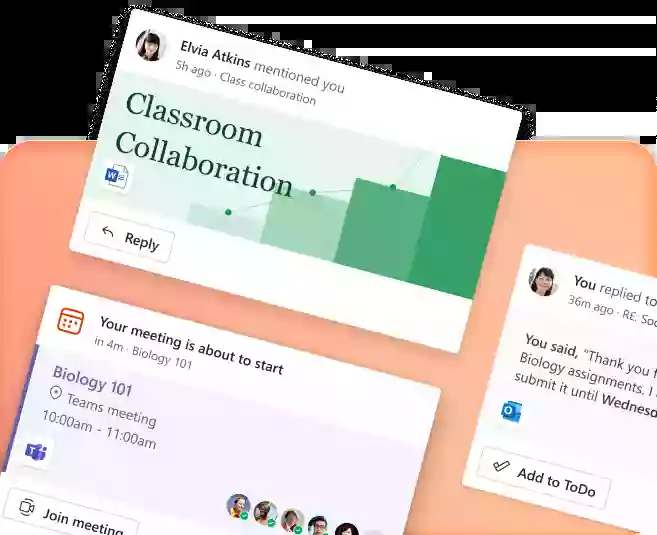 Elvia Atkins mentioned you
5h ago · Class collaboration
Classroom
Collaboration
Reply
Your meeting is about to start
in 4m · Biology 101
Biology 101
Teams meeting
10:00am - 11:00am
Join meeting
You replied to
36m ago · RE:
You said, "Thank you
Biology assignments. I
submit it until
Add to ToDo